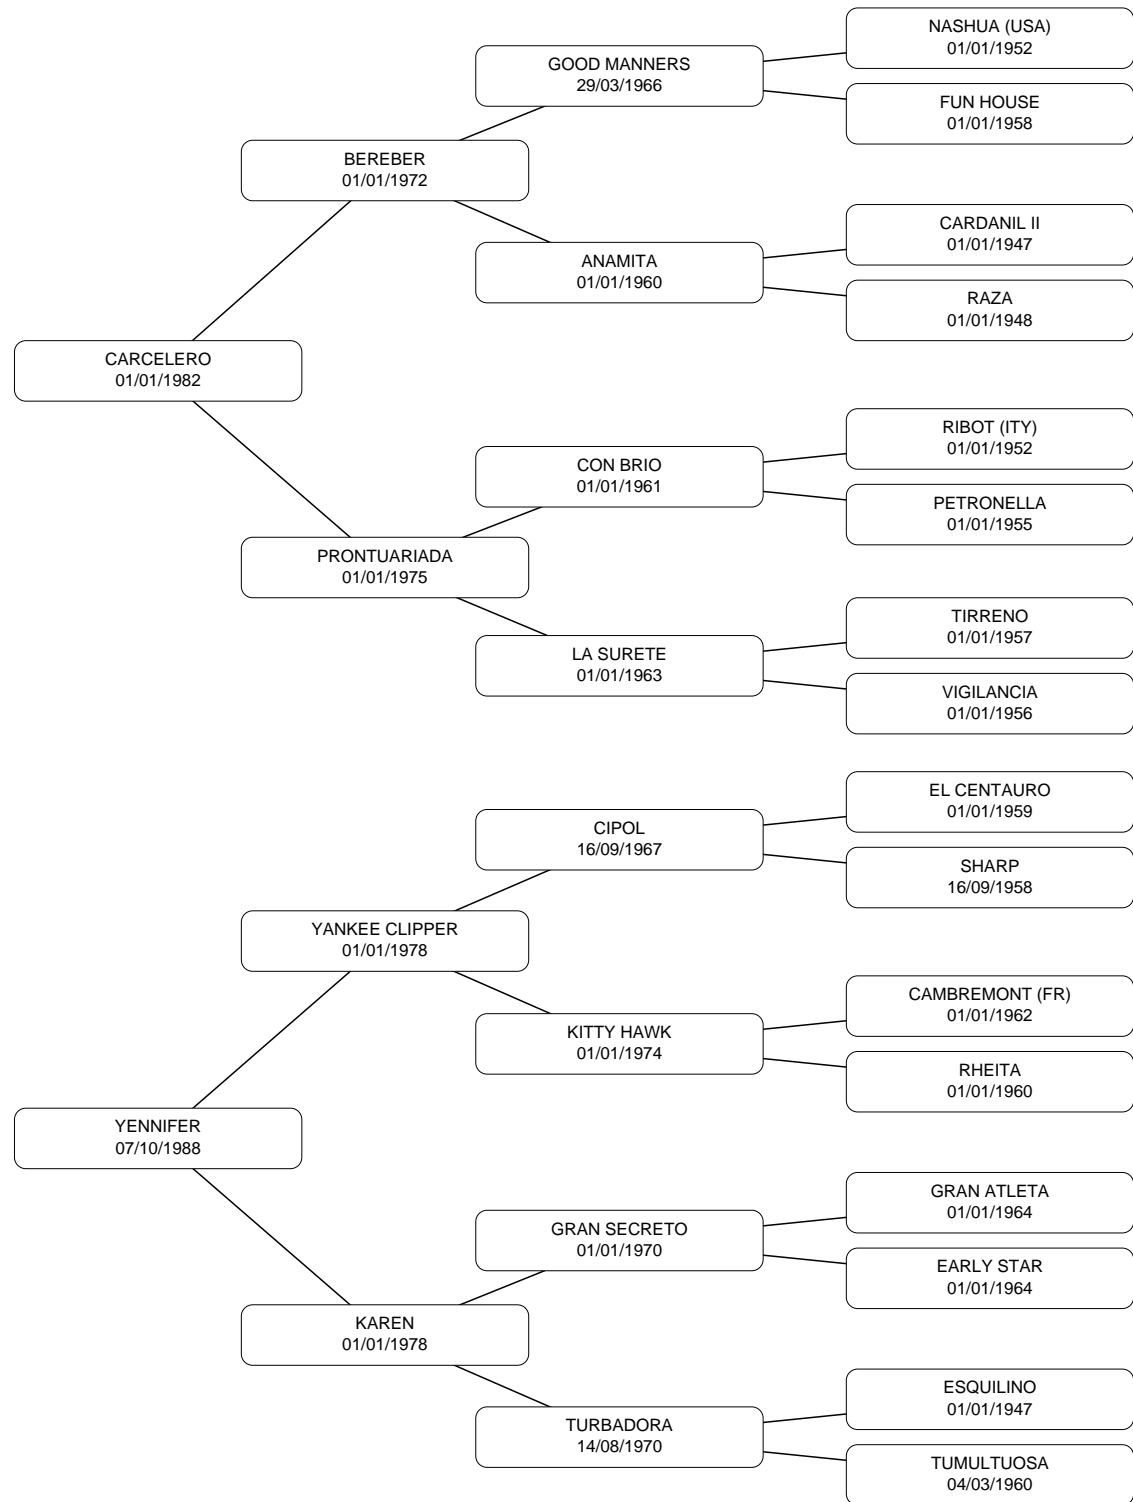 NASHUA (USA)
01/01/1952
GOOD MANNERS
29/03/1966
FUN HOUSE
01/01/1958
BEREBER
01/01/1972
CARDANIL II
01/01/1947
ANAMITA
01/01/1960
RAZA
01/01/1948
CARCELERO
01/01/1982
RIBOT (ITY)
01/01/1952
CON BRIO
01/01/1961
PETRONELLA
01/01/1955
PRONTUARIADA
01/01/1975
TIRRENO
01/01/1957
LA SURETE
01/01/1963
VIGILANCIA
01/01/1956
EL CENTAURO
01/01/1959
CIPOL
16/09/1967
SHARP
16/09/1958
YANKEE CLIPPER
01/01/1978
CAMBREMONT (FR)
01/01/1962
KITTY HAWK
01/01/1974
RHEITA
01/01/1960
YENNIFER
07/10/1988
GRAN ATLETA
01/01/1964
GRAN SECRETO
01/01/1970
EARLY STAR
01/01/1964
KAREN
01/01/1978
ESQUILINO
01/01/1947
TURBADORA
14/08/1970
TUMULTUOSA
04/03/1960